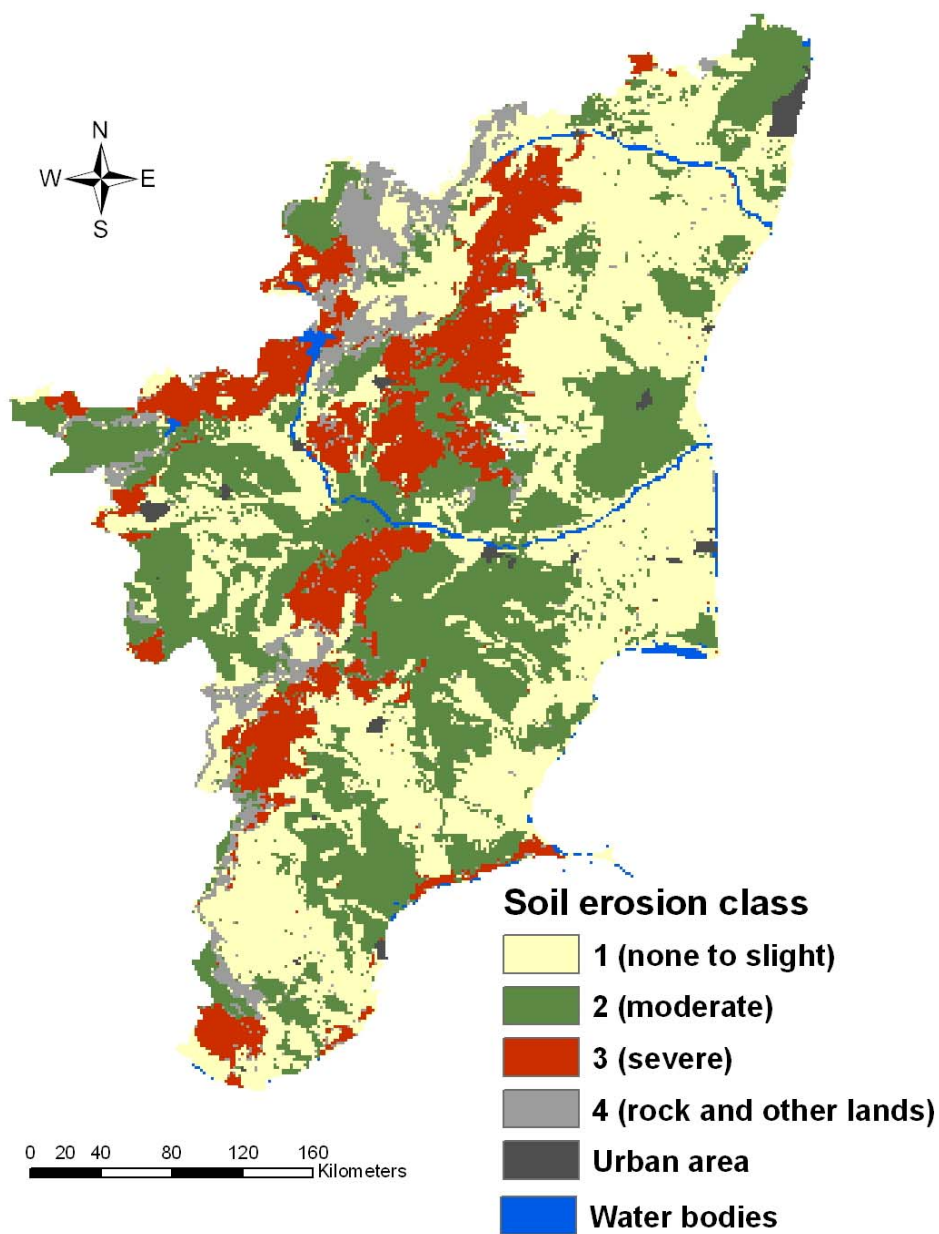 N
W E
S
Soil erosion class
1 (none to slight)
2 (moderate)
3 (severe)
4 (rock and other lands)
Urban area
Water bodies
0 20 40 80 120 160
Kilometers